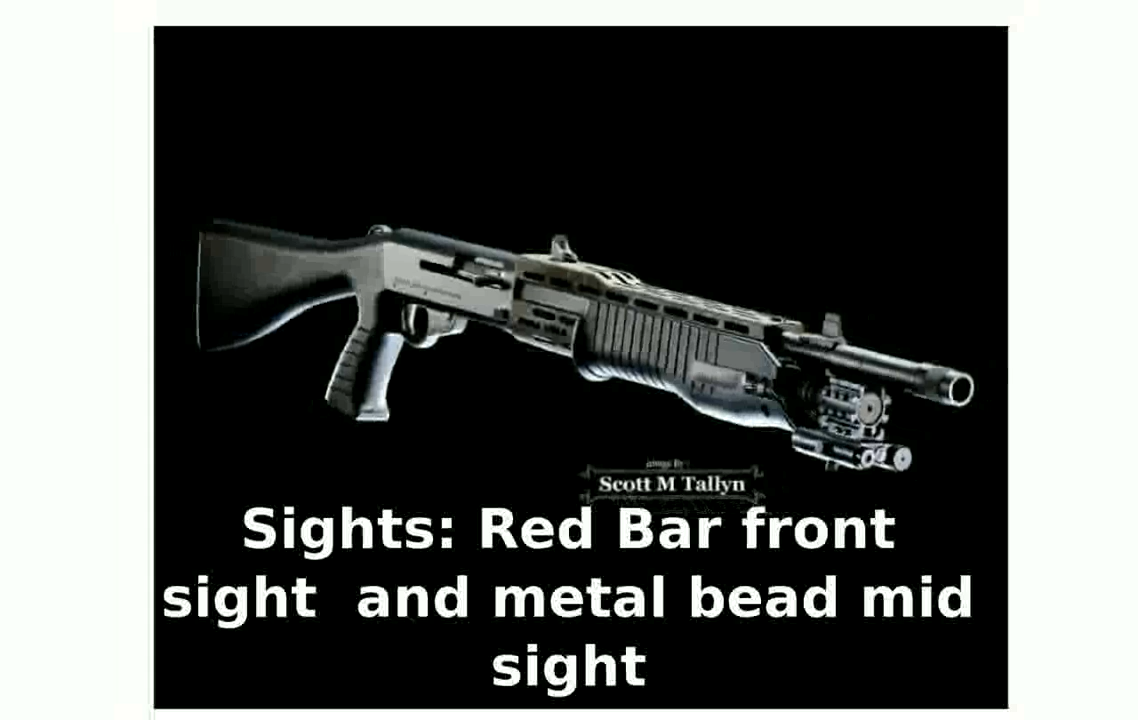 Scott M Tallyn
Sights: Red Bar front
sight  and metal bead mid
sight